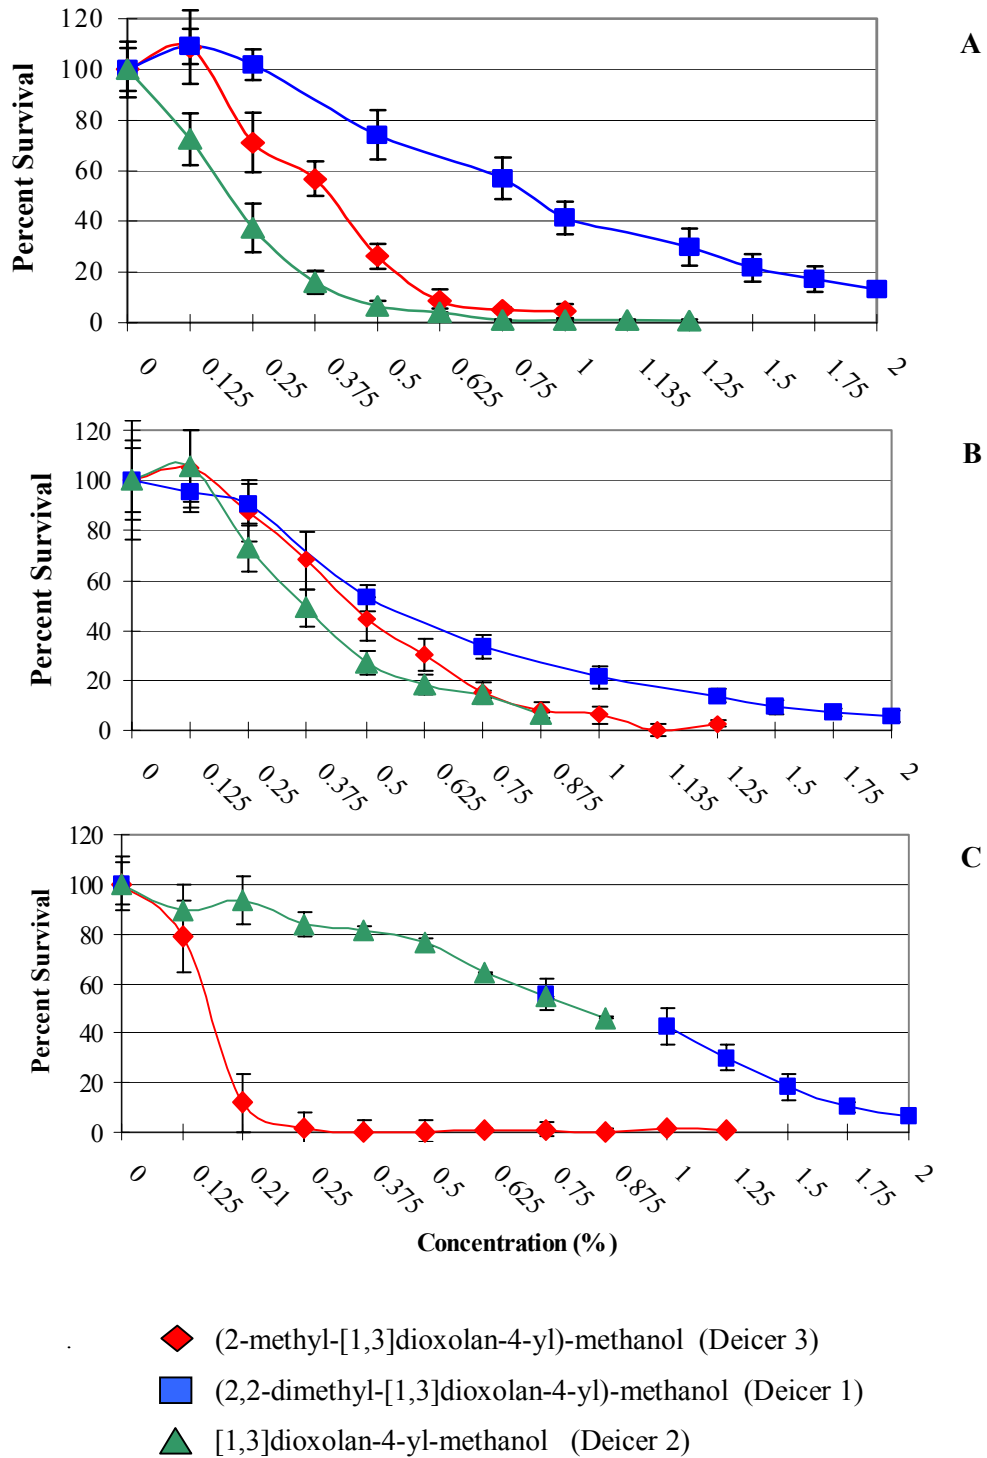 120
100
80
60
40
20
0
Percent Survival
A
0 0.125 0.25 0.375 0.5 0.625 0.75 1 1.135 1.25 1.5 1.75 2
120
100
80
60
40
20
0
Percent Survival
B
0 0.125 0.25 0.375 0.5 0.625 0.75 0.875 1 1.135 1.25 1.5 1.75 2
120
100
80
60
40
20
0
Percent Survival
C
0 0.125 0.21 0.25 0.375 0.5 0.625 0.75 0.875 1 1.25 1.5 1.75 2
Concentration (%)
(2-methyl-[1,3]dioxolan-4-yl)-methanol (Deicer 3)
(2,2-dimethyl-[1,3]dioxolan-4-yl)-methanol (Deicer 1)
[1,3]dioxolan-4-yl-methanol (Deicer 2)